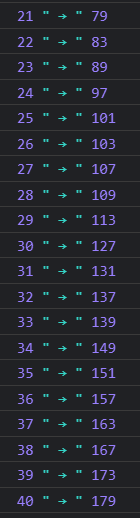 21 " → " 79
22 " → " 83
23 " → " 89
24 " → " 97
25 " → " 101
26 " → " 103
27 " → " 107
28 " → " 109
29 " → " 113
30 " → " 127
31 " → " 131
32 " → " 137
33 " → " 139
34 " → " 149
35 " → " 151
36 " → " 157
37 " → " 163
38 " → " 167
39 " → " 173
40 " → " 179